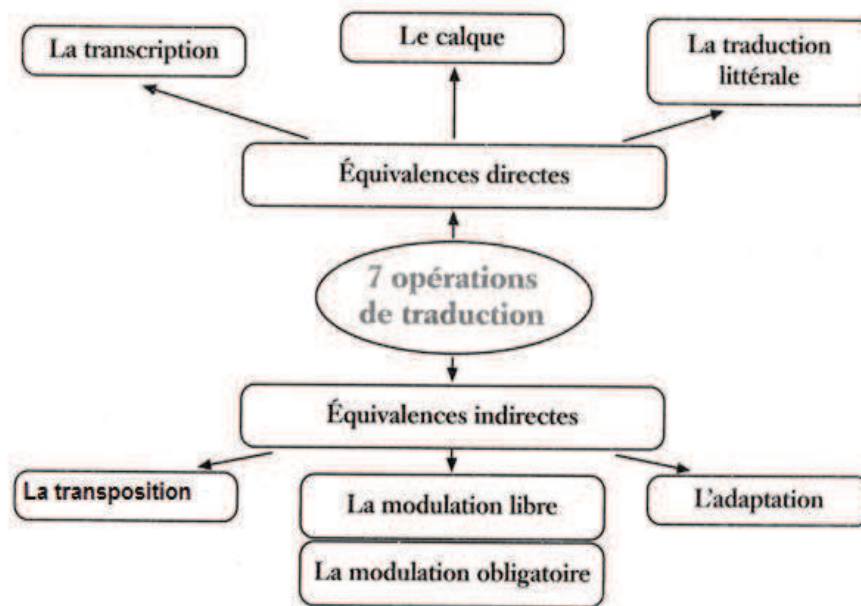 La transcription
Le calque
La traduction
littérale
Équivalences directes
7 opérations
de traduction
Équivalences indirectes
La transposition
La modulation libre
L'adaptation
La modulation obligatoire